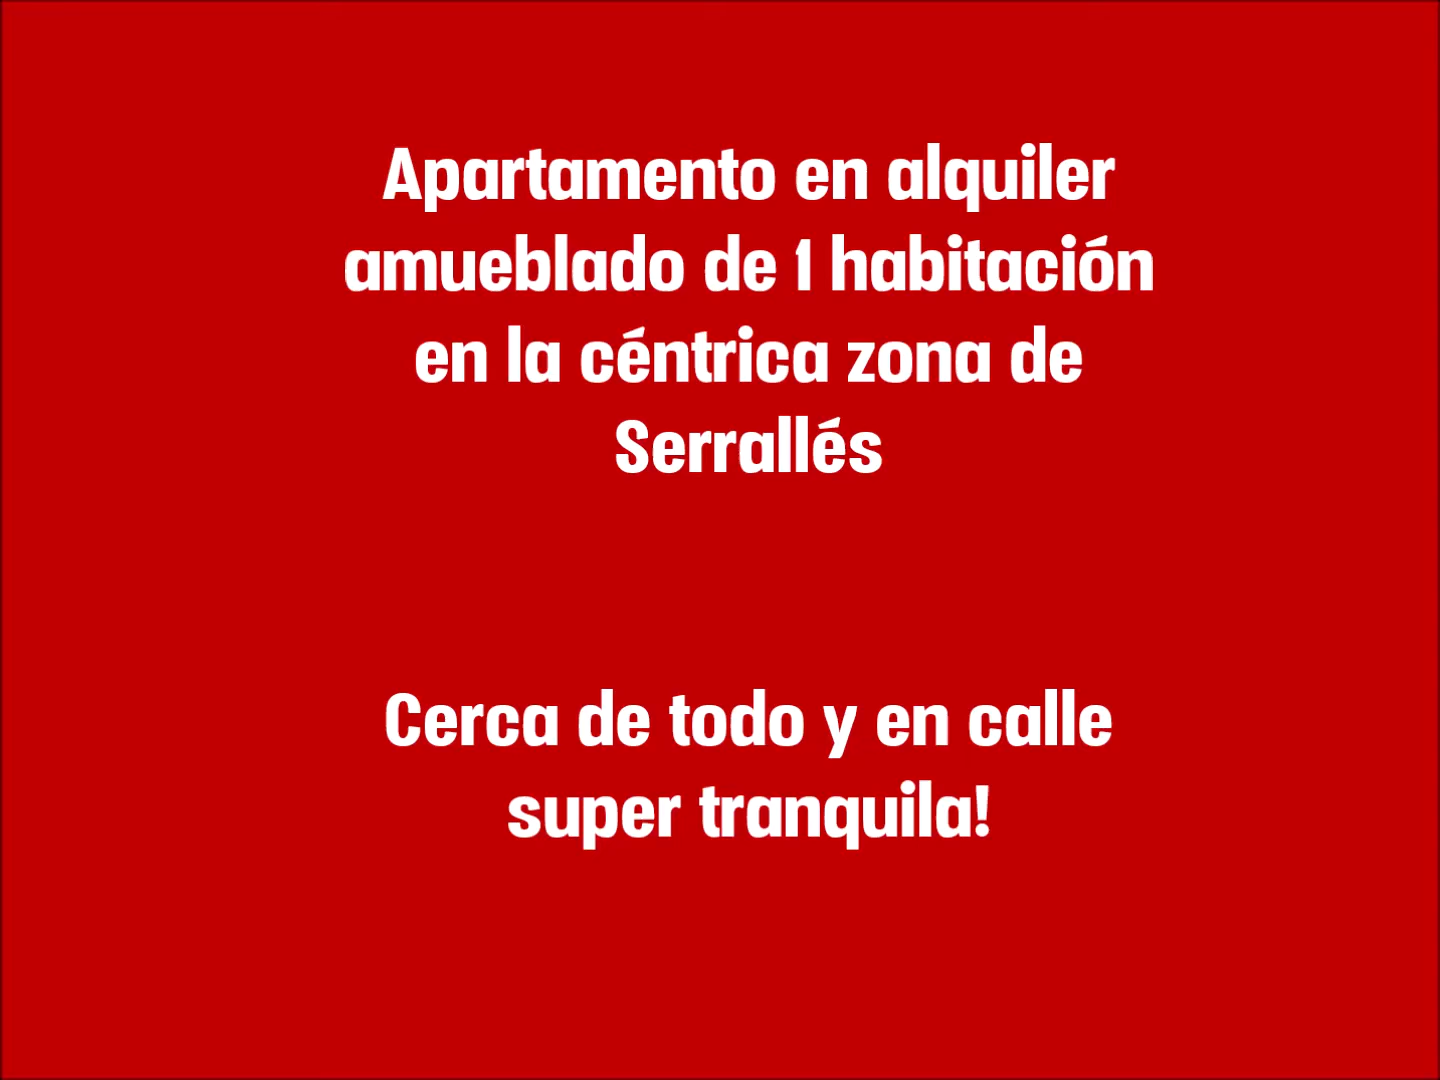 Apartamento en alquiler
amueblado de 1 habitación
en la céntrica zona de
Serrallés
Cerca de todo y en calle
super tranquila!